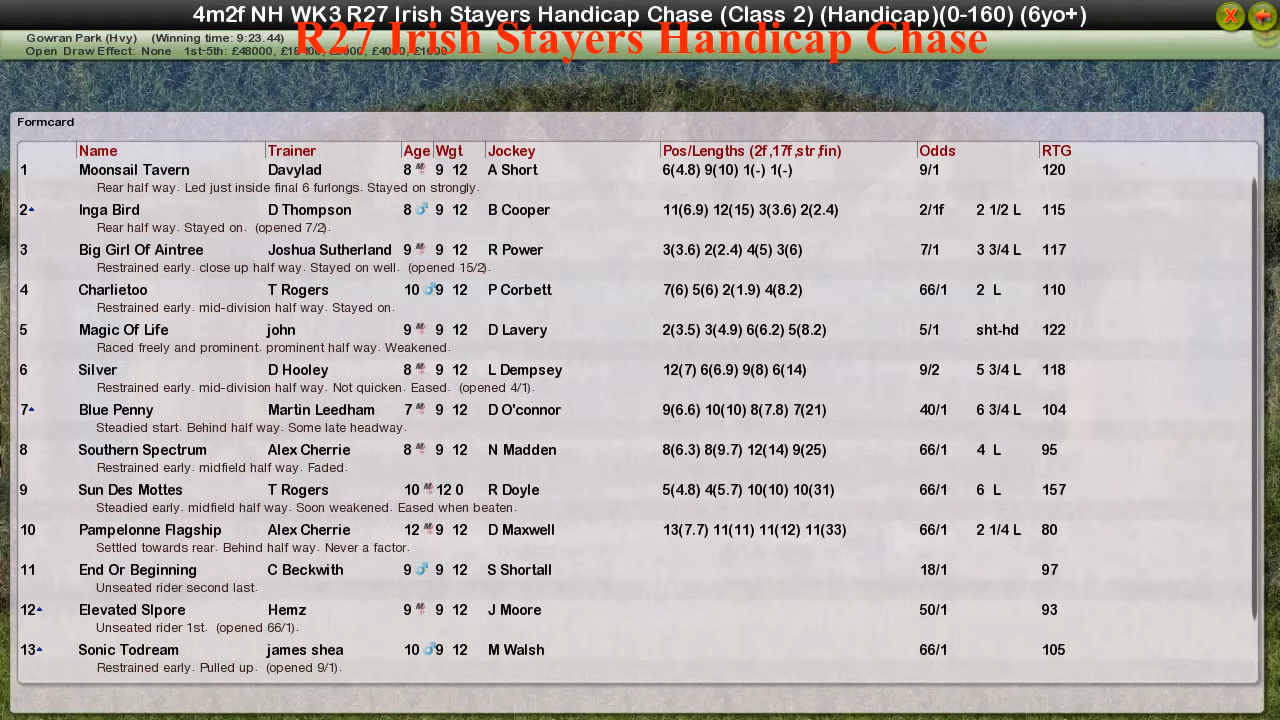 4m2f NH WK3 R27 Irish Stayers Handicap Chase (Class 2) (Handicap)(0-160) (6yo+)
R27 Irish Stayers Handicap Chase
Gowran Park (Hvy) (Winning time: 9:23.44)
Open Draw Effect: None 1st-5th: £48000,
Formcard
Name Trainer Age Wgt Jockey Pos/Lengths (2f,17f,str,fin) Odds RTG
1 Moonsail Tavern Davylad 8 9 12 A Short 6(4.8) 9(10) 1(-) 1(-) 9/1 120
Rear half way. Led just inside final 6 furlongs. Stayed on strongly.
2 Inga Bird D Thompson 8 9 12 B Cooper 11(6.9) 12(15) 3(3.6) 2(2.4) 2/1f 2 1/2 L 115
Rear half way. Stayed on. (opened 7/2).
3 Big Girl Of Aintree Joshua Sutherland 9 9 12 R Power 3(3.6) 2(2.4) 4(5) 3(6) 7/1 3 3/4 L 117
Restrained early. close up half way. Stayed on well. (opened 15/2).
4 Charlietoo T Rogers 10 9 12 P Corbett 7(6) 5(6) 2(1.9) 4(8.2) 66/1 2 L 110
Restrained early. mid-division half way. Stayed on.
5 Magic Of Life john 9 9 12 D Lavery 2(3.5) 3(4.9) 6(6.2) 5(8.2) 5/1 sht-hd 122
Raced freely and prominent. prominent half way. Weakened.
6 Silver D Hooley 8 9 12 L Dempsey 12(7) 6(6.9) 9(8) 6(14) 9/2 5 3/4 L 118
Restrained early. mid-division half way. Not quicken. Eased. (opened 4/1).
7 Blue Penny Martin Leedham 7 9 12 D O'connor 9(6.6) 10(10) 8(7.8) 7(21) 40/1 6 3/4 L 104
Steadied start. Behind half way. Some late headway.
8 Southern Spectrum Alex Cherrie 8 9 12 N Madden 8(6.3) 8(9.7) 12(14) 9(25) 66/1 4 L 95
Restrained early. midfield half way. Faded.
9 Sun Des Mottes T Rogers 10 12 0 R Doyle 5(4.8) 4(5.7) 10(10) 10(31) 66/1 6 L 157
Steadied early. midfield half way. Soon weakened. Eased when beaten.
10 Pampelonne Flagship Alex Cherrie 12 9 12 D Maxwell 13(7.7) 11(11) 11(12) 11(33) 66/1 2 1/4 L 80
Settled towards rear. Behind half way. Never a factor.
11 End Or Beginning C Beckwith 9 9 12 S Shortall 18/1 97
Unseated rider second last.
12 Elevated Slpore Hemz 9 9 12 J Moore 50/1 93
Unseated rider 1st. (opened 66/1).
13 Sonic Todream james shea 10 9 12 M Walsh 66/1 105
Restrained early. Pulled up. (opened 9/1).